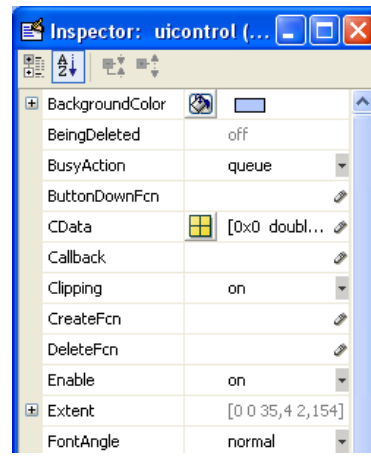 Inspector: uicontrol (...
BackgroundColor
BeingDeleted off
BusyAction queue
ButtonDownFcn
CData [0x0 doubl...
Callback
Clipping on
CreateFcn
DeleteFcn
Enable on
Extent [0 0 35,4 2,154]
FontAngle normal